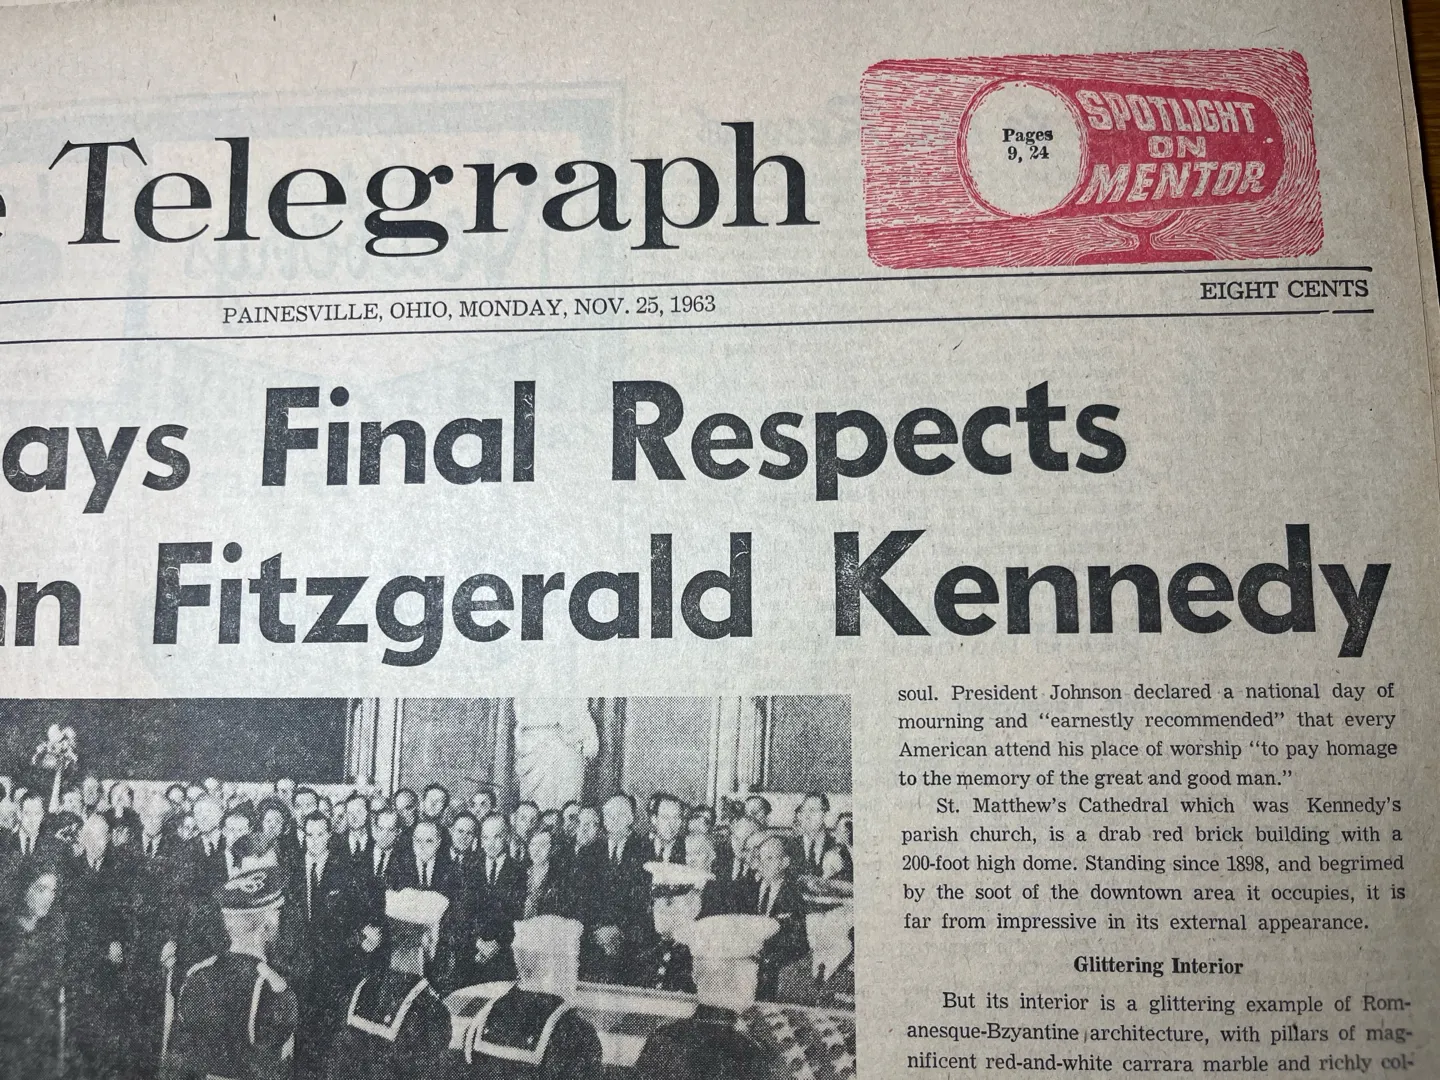 e Telegraph
Pages
9, 24
SPOTLIGHT
ON
MENTOR
PAINESVILLE, OHIO, MONDAY, NOV. 25, 1963
EIGHT CENTS
ays Final Respects
nn Fitzgerald Kennedy
soul. President Johnson declared a national day of
mourning and “earnestly recommended” that every
American attend his place of worship “to pay homage
to the memory of the great and good man.”
St. Matthew’s Cathedral which was Kennedy’s
parish church, is a drab red brick building with a
200-foot high dome. Standing since 1898, and begrimed
by the soot of the downtown area it occupies, it is
far from impressive in its external appearance.
Glittering Interior
But its interior is a glittering example of Rom-
anesque-Bzyantine architecture, with pillars of mag-
nificent red-and-white carrara marble and richly col-